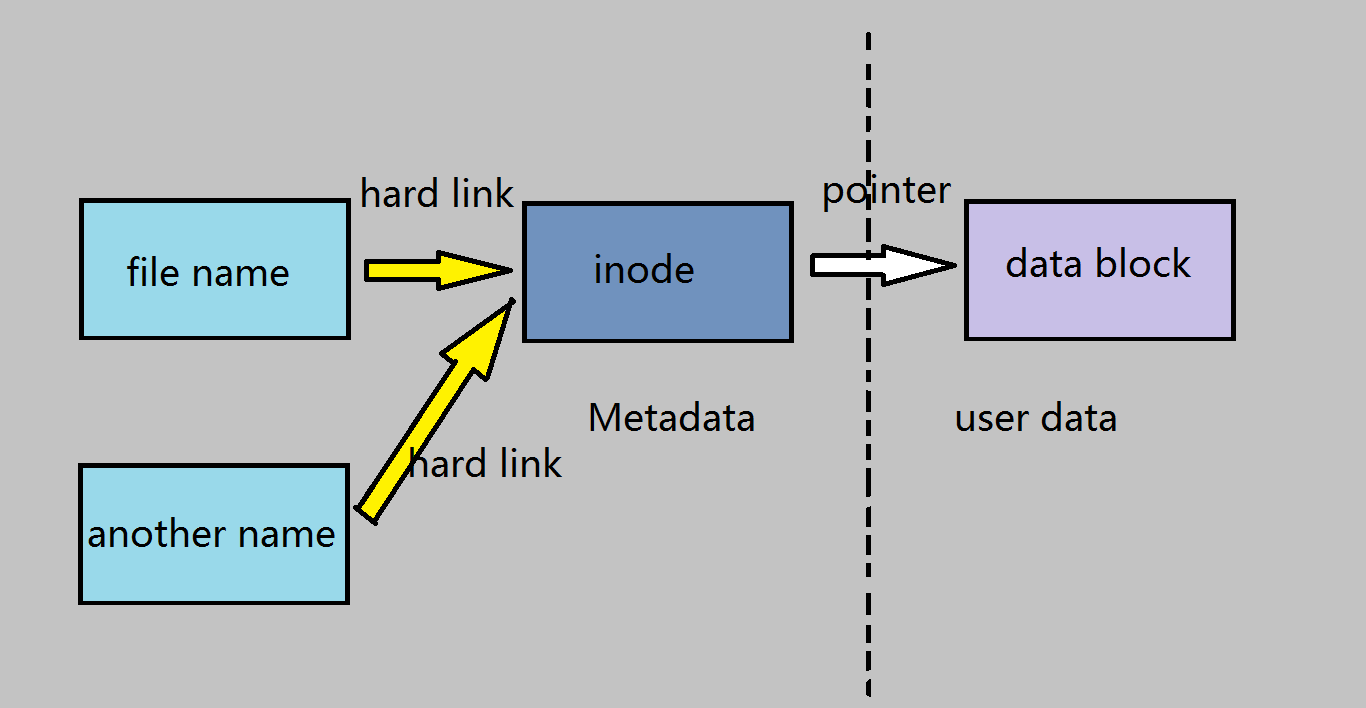 hard link
pointer
file name
inode
data block
Metadata
user data
hard link
another name